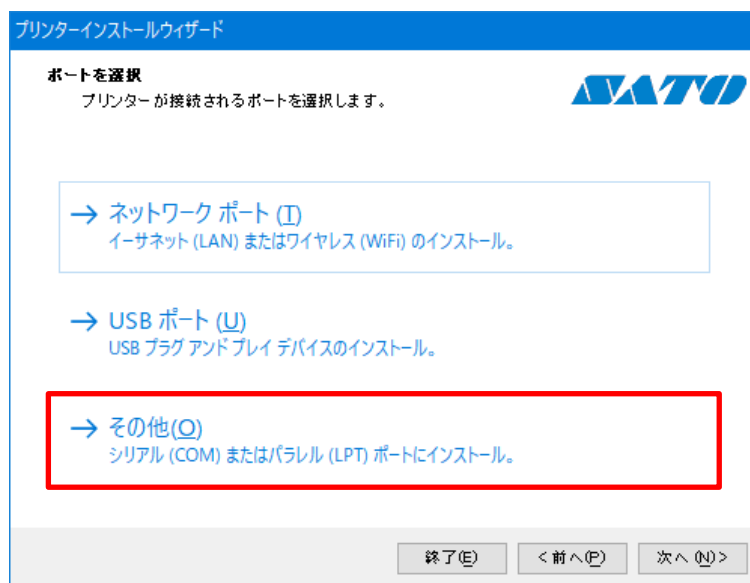 プリンターインストールウィザード
ポートを選択
プリンターが接続されるポートを選択します。
SATO
→ ネットワーク ポート (T)
イーサネット (LAN) またはワイヤレス (WiFi) のインストール。
→ USB ポート (U)
USB プラグ アンド プレイ デバイスのインストール。
→ その他(O)
シリアル (COM) またはパラレル (LPT) ポートにインストール。
終了(E)
<前へ(P)
次へ (N)>